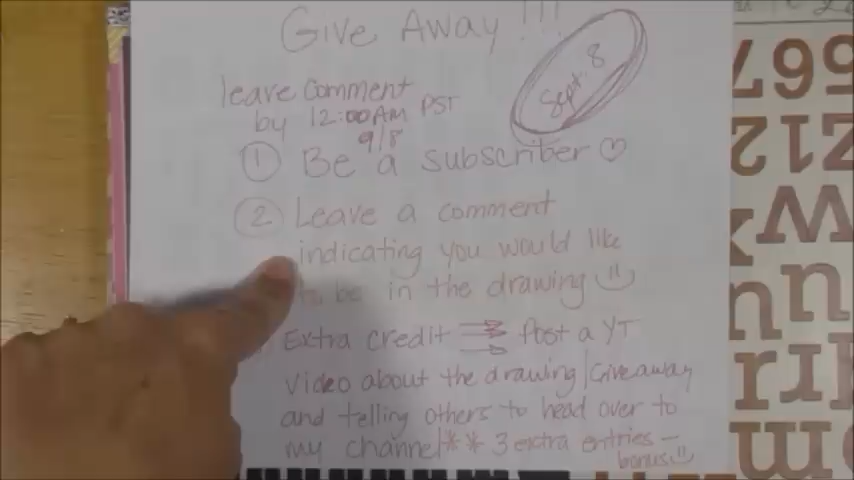 Give Away !!!
Sept. 8
leave comment
by 12:00AM PST
9/8
① Be a subscriber ♡
② Leave a comment
indicating you would like
to be in the drawing
Extra credit → Post a YT
Video about the drawing/Giveaway
and telling others to head over to
my channel ** 3 extra entries –
bonus